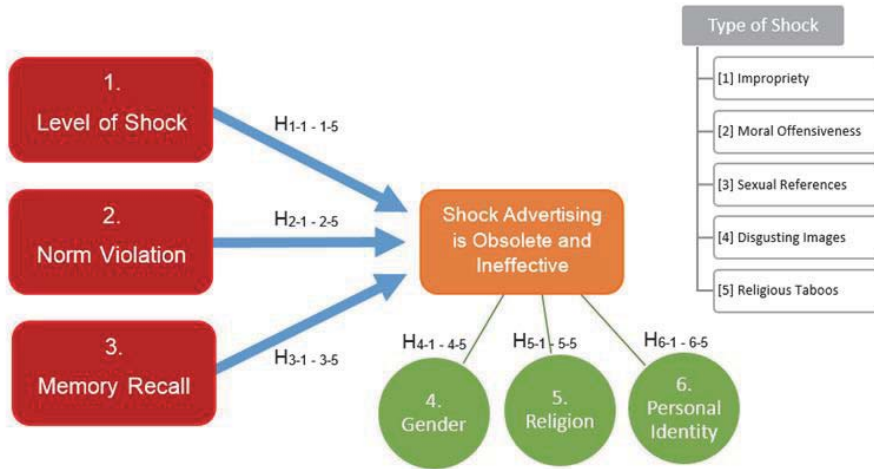 Type of Shock
[1] Impropriety
[2] Moral Offensiveness
[3] Sexual References
[4] Disgusting Images
[5] Religious Taboos
1.
Level of Shock
H1-1 - 1-5
2.
Norm Violation
H2-1 - 2-5
3.
Memory Recall
H3-1 - 3-5
Shock Advertising
is Obsolete and
Ineffective
H4-1 - 4-5
H5-1 - 5-5
H6-1 - 6-5
4.
Gender
5.
Religion
6.
Personal
Identity